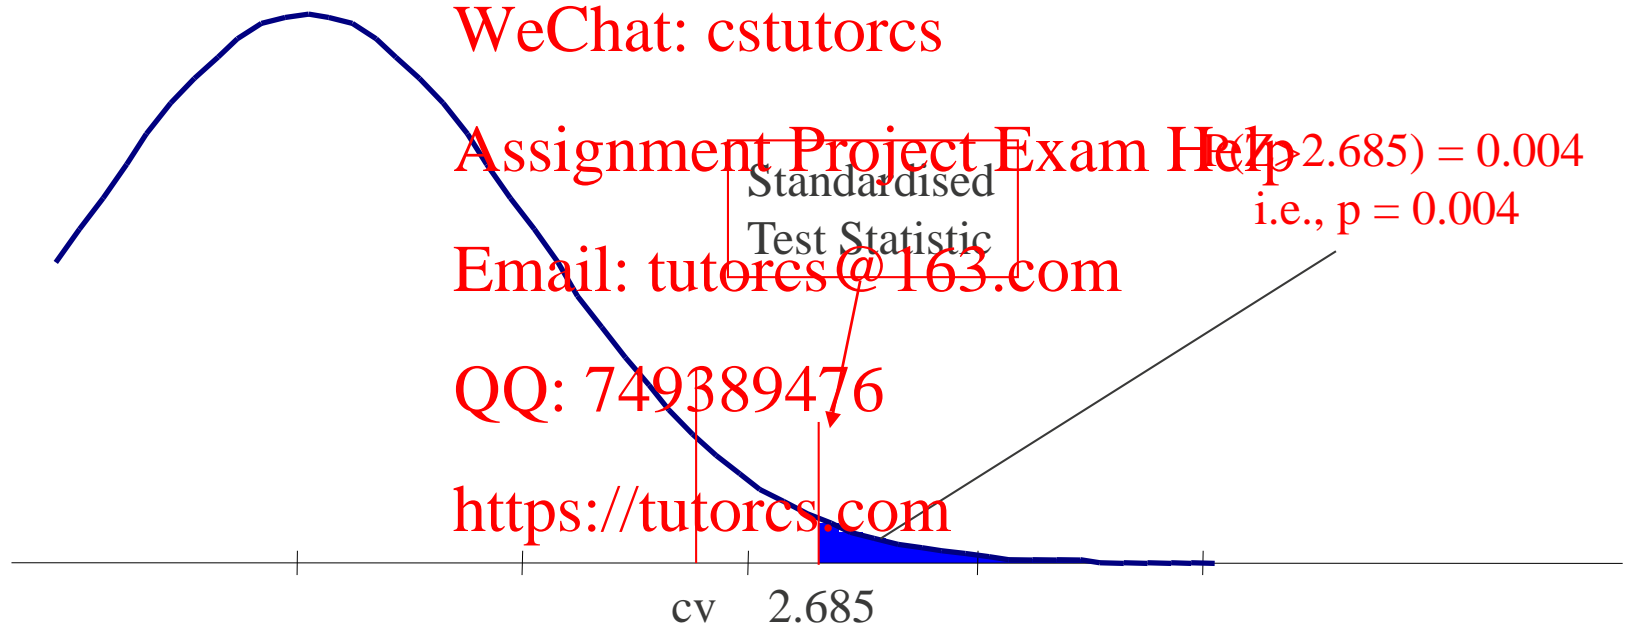 WeChat: cstutorcs
Assignment Project Exam Help
P(Z>2.685) = 0.004
i.e., p = 0.004
Standardised
Test Statistic
Email: tutorcs@163.com
QQ: 749389476
https://tutorcs.com
cv 2.685